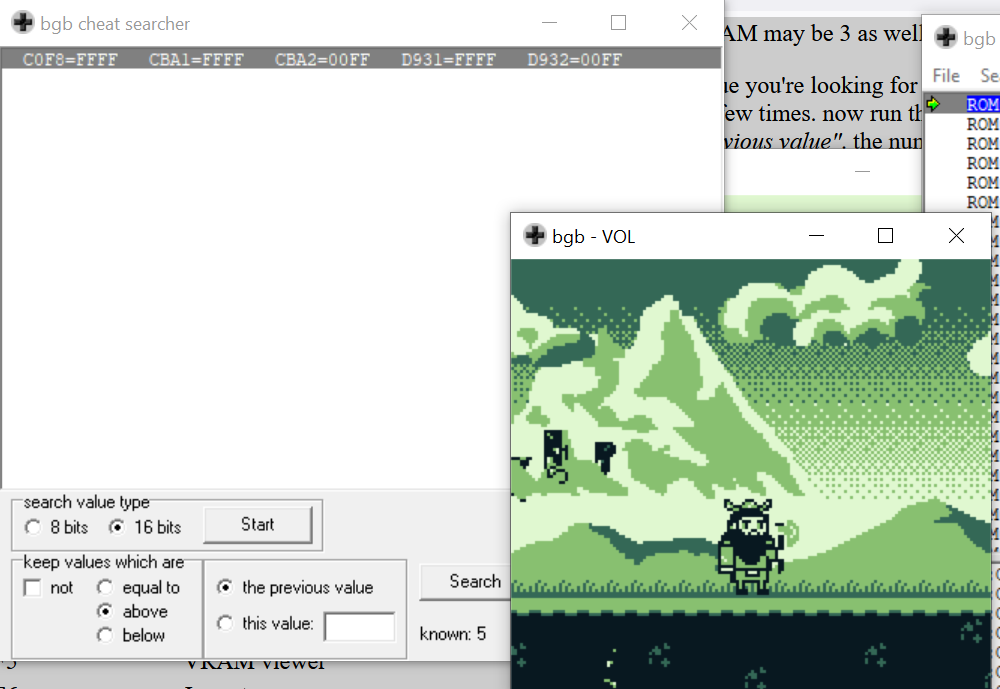 bgb cheat searcher
C0F8=FFFF CBA1=FFFF CBA2=00FF D931=FFFF D932=00FF
AM may be 3 as well
ue you're looking for
few times. now run th
vious value". the num
bgb
File Se
ROM
ROM
ROM
ROM
ROM
ROM
bgb - VOL
search value type
8 bits 16 bits Start
keep values which are
not equal to the previous value Search
above
below this value: known: 5
VRAM viewer